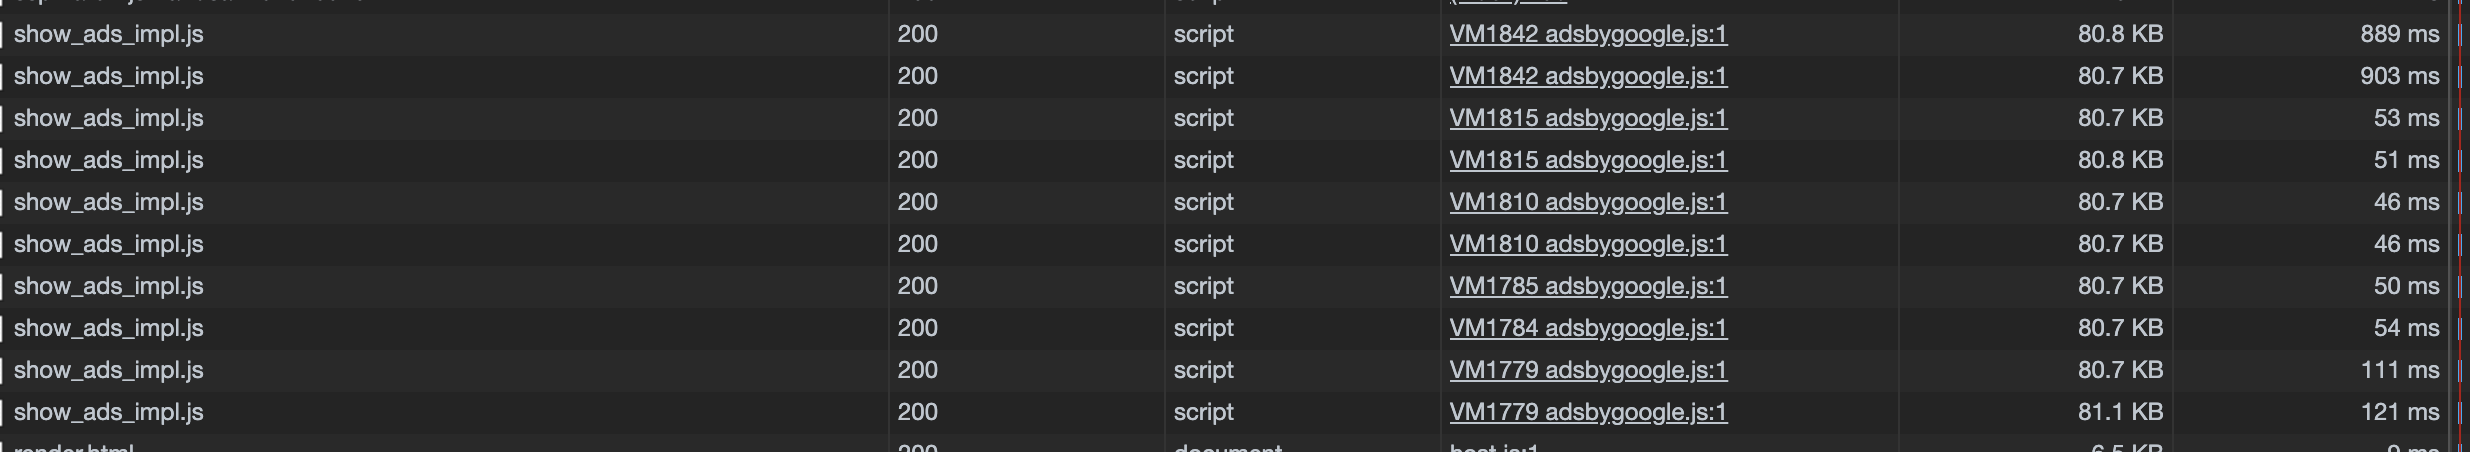 show_ads_impl.js 200 script VM1842 adsbygoogle.js:1 80.8 KB 889 ms
show_ads_impl.js 200 script VM1842 adsbygoogle.js:1 80.7 KB 903 ms
show_ads_impl.js 200 script VM1815 adsbygoogle.js:1 80.7 KB 53 ms
show_ads_impl.js 200 script VM1815 adsbygoogle.js:1 80.8 KB 51 ms
show_ads_impl.js 200 script VM1810 adsbygoogle.js:1 80.7 KB 46 ms
show_ads_impl.js 200 script VM1810 adsbygoogle.js:1 80.7 KB 46 ms
show_ads_impl.js 200 script VM1785 adsbygoogle.js:1 80.7 KB 50 ms
show_ads_impl.js 200 script VM1784 adsbygoogle.js:1 80.7 KB 54 ms
show_ads_impl.js 200 script VM1779 adsbygoogle.js:1 80.7 KB 111 ms
show_ads_impl.js 200 script VM1779 adsbygoogle.js:1 81.1 KB 121 ms
render.html 200 document host.js:1 6.5 KB ms